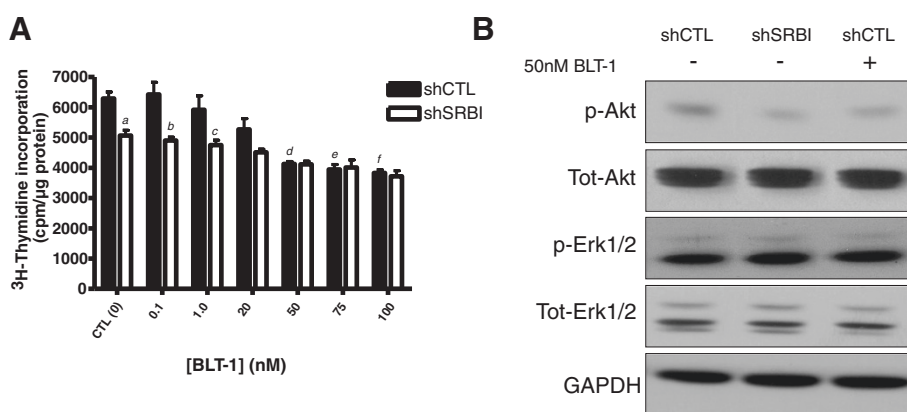 A
³H-Thymidine incorporation
(cpm/µg protein)
7000
6000
5000
4000
3000
2000
1000
0
shCTL
shSRBI
a
b
c
d
e
f
CTL (0)
0.1
1.0
20
50
75
100
[BLT-1] (nM)
B
shCTL shSRBI shCTL
50nM BLT-1 - - +
p-Akt
Tot-Akt
p-Erk1/2
Tot-Erk1/2
GAPDH